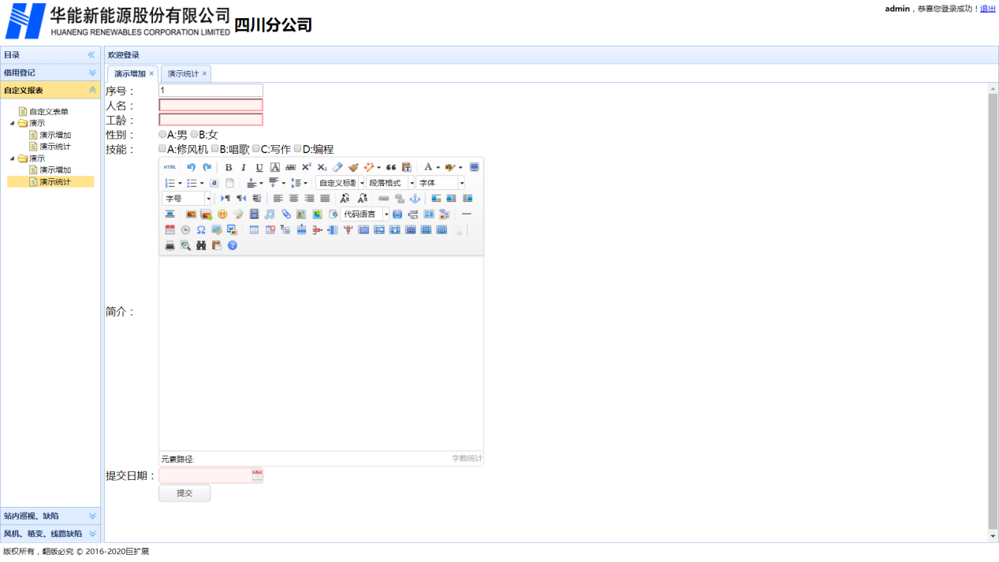 华能新能源股份有限公司
HUANENG RENEWABLES CORPORATION LIMITED
四川分公司
admin，恭喜您登录成功！退出
目录
欢迎登录
借用登记
演示增加
演示统计
自定义报表
自定义表单
演示
演示增加
演示统计
演示
演示增加
演示统计
序号： 1
人名：
工龄：
性别： A:男 B:女
技能： A:修风机 B:唱歌 C:写作 D:编程
HTML
自定义标题 段落格式 字体
字号
代码语言
简介：
元素路径: 字数统计
提交日期：
提交
站内巡视、缺陷
风机、箱变、线路缺陷
版权所有，翻版必究 © 2016-2020巨扩展